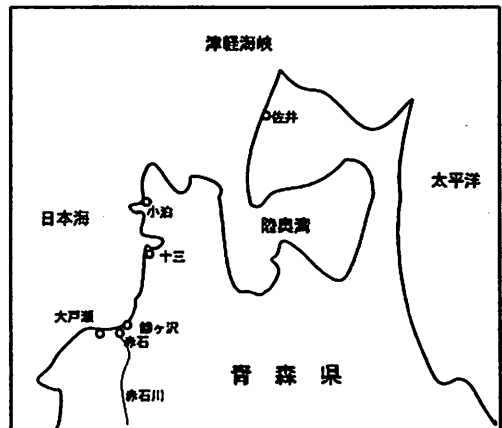 津軽海峡
佐井
太平洋
日本海
小泊
陸奥湾
十三
大戸瀬
鰺ヶ沢
赤石
青森県
赤石川